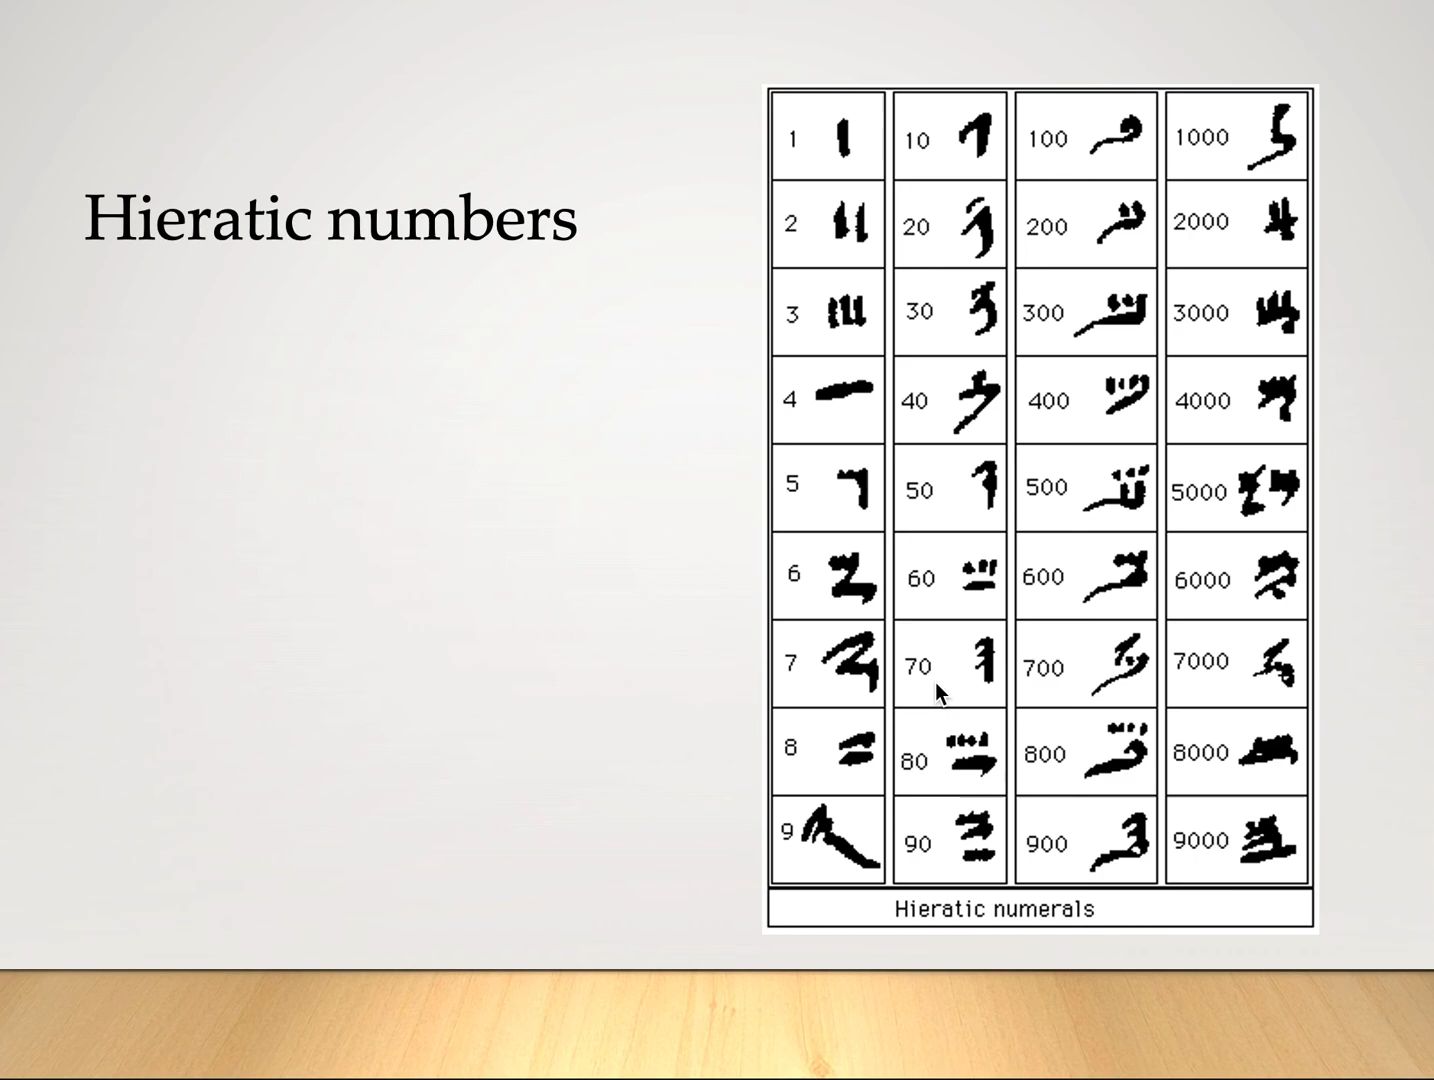 Hieratic numbers
1 10 100 1000
2 20 200 2000
3 30 300 3000
4 40 400 4000
5 50 500 5000
6 60 600 6000
7 70 700 7000
8 80 800 8000
9 90 900 9000
Hieratic numerals